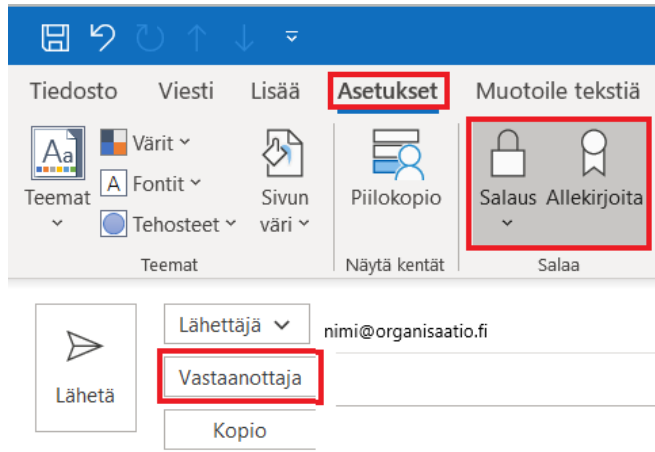 Tiedosto Viesti Lisää Asetukset Muotoile tekstiä
Aa Värit
A Fontit
Tehosteet
Teemat
Sivun
väri
Piilokopio
Salaus Allekirjoita
Teemat Näytä kentät Salaa
Lähettäjä nimi@organisaatio.fi
Vastaanottaja
Lähetä
Kopio